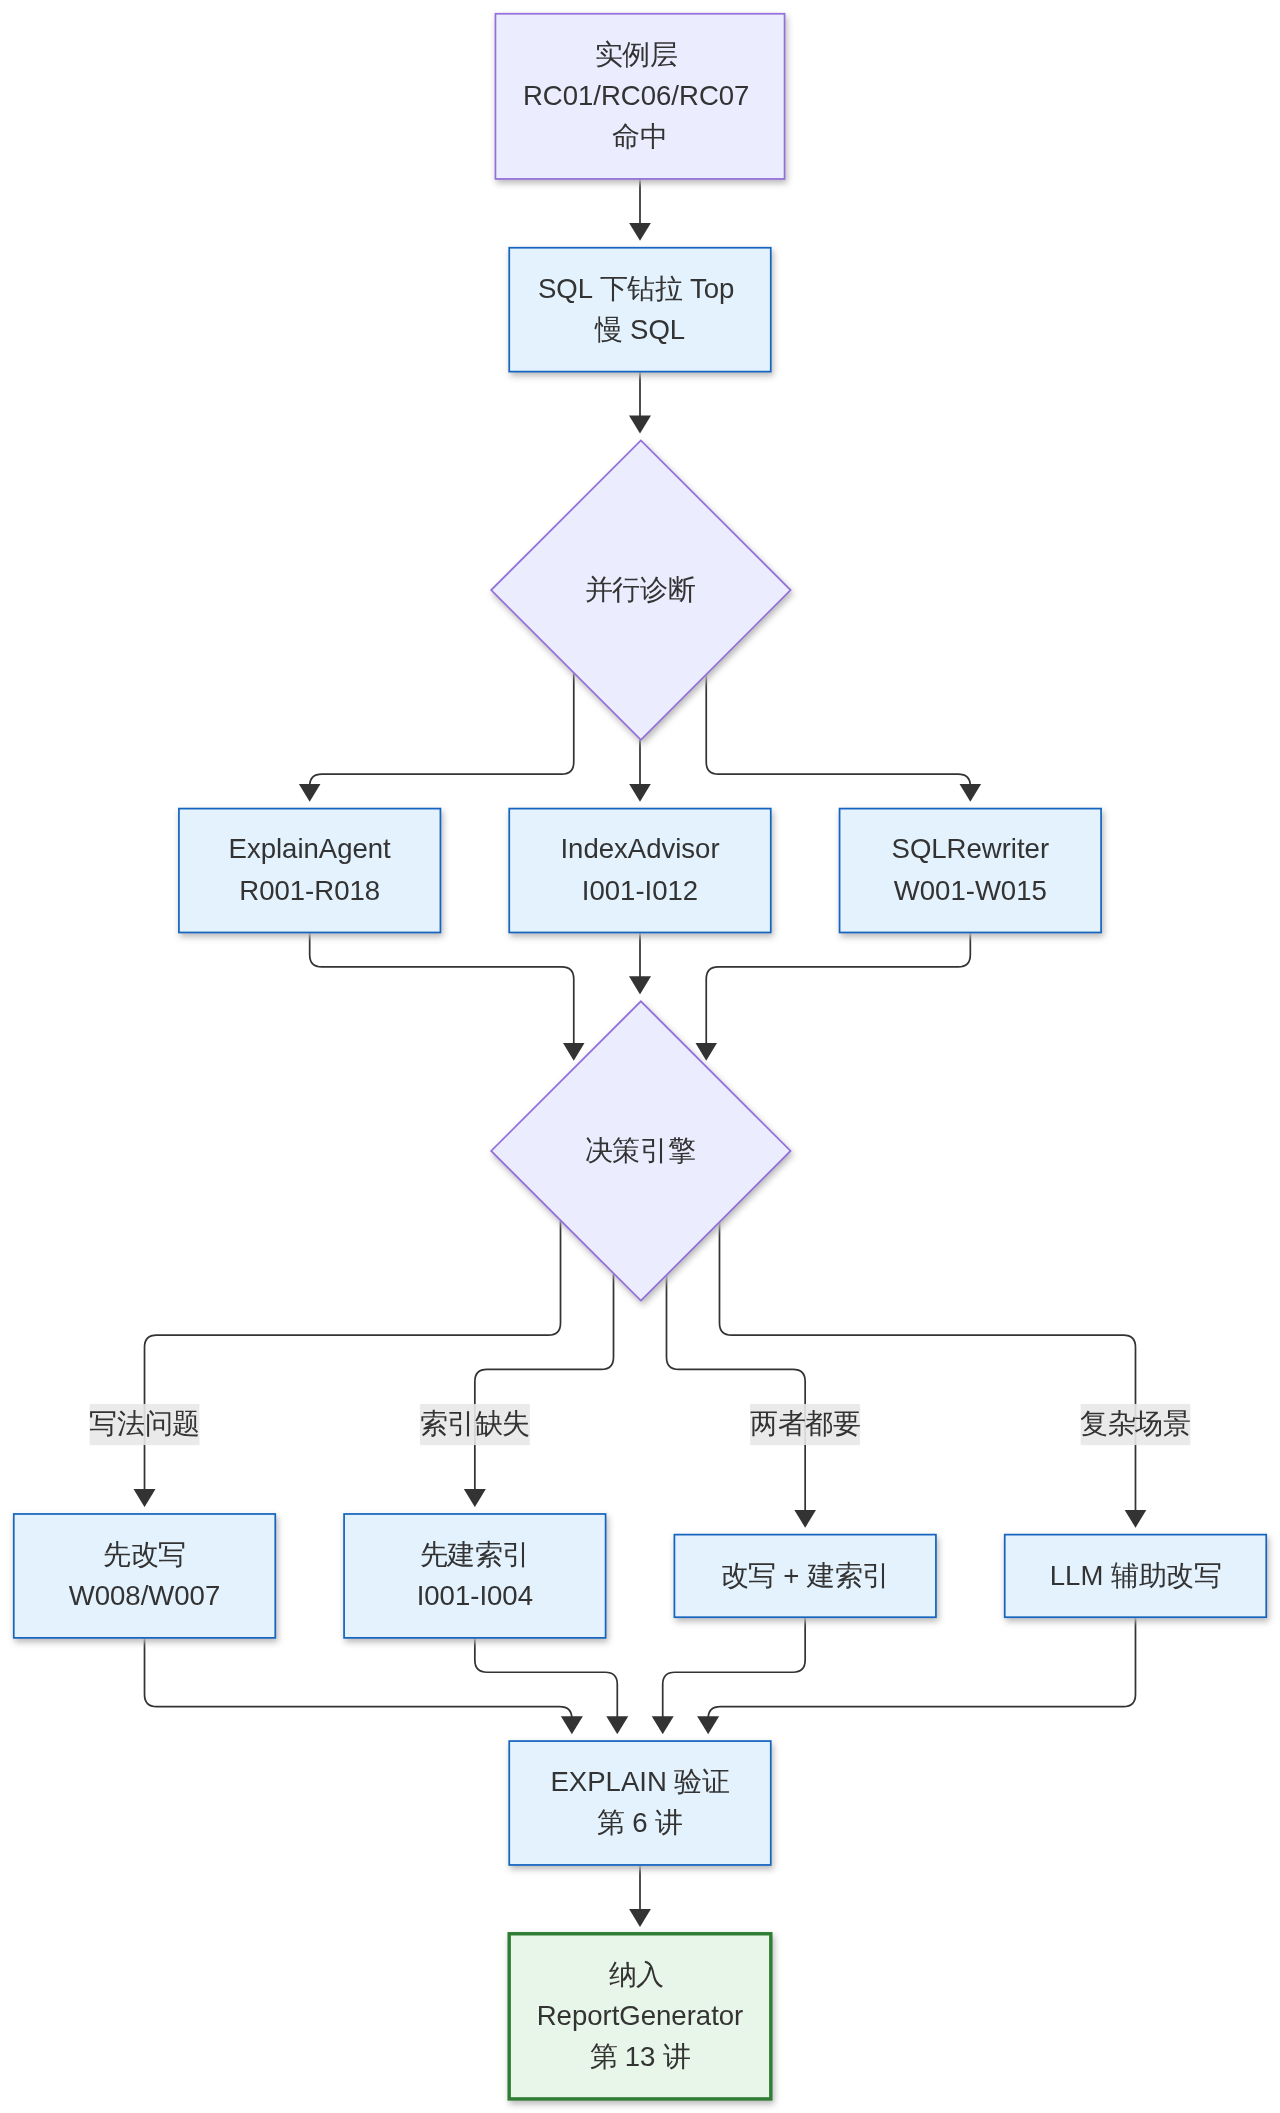 实例层
RC01/RC06/RC07
命中
SQL 下钻拉 Top
慢 SQL
并行诊断
ExplainAgent
R001-R018
IndexAdvisor
I001-I012
SQLRewriter
W001-W015
决策引擎
写法问题
索引缺失
两者都要
复杂场景
先改写
W008/W007
先建索引
I001-I004
改写 + 建索引
LLM 辅助改写
EXPLAIN 验证
第 6 讲
纳入
ReportGenerator
第 13 讲